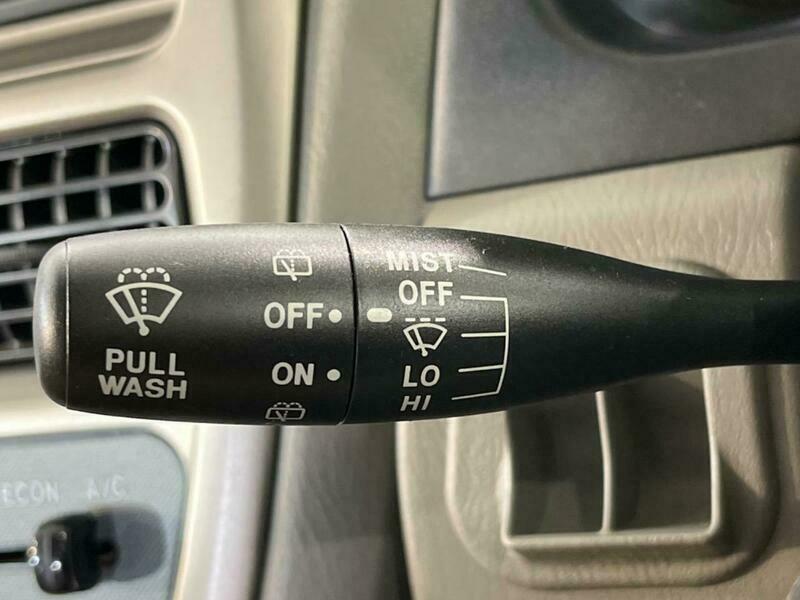 MIST
OFF
OFF
PULL
WASH
ON
LO
HI
ECON A/C